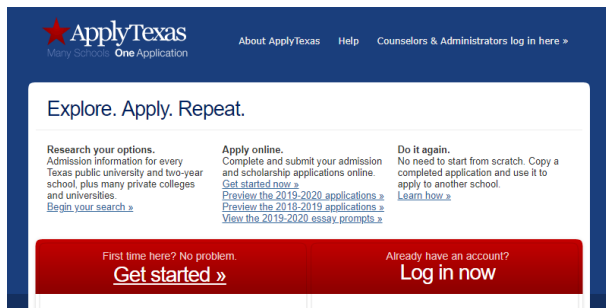 ApplyTexas
Many Schools One Application
About ApplyTexas Help Counselors & Administrators log in here »
Explore. Apply. Repeat.
Research your options.
Admission information for every
Texas public university and two-year
school, plus many private colleges
and universities.
Begin your search »
Apply online.
Complete and submit your admission
and scholarship applications online.
Get started now »
Preview the 2019-2020 applications »
Preview the 2018-2019 applications »
View the 2019-2020 essay prompts »
Do it again.
No need to start from scratch. Copy a
completed application and use it to
apply to another school.
Learn how »
First time here? No problem.
Get started »
Already have an account?
Log in now